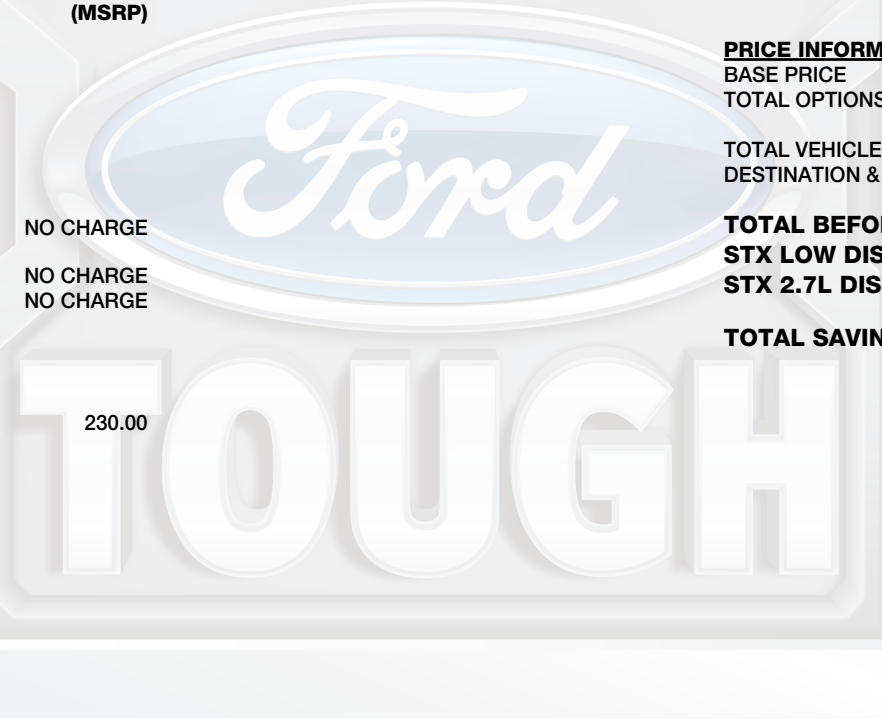 (MSRP)
NO CHARGE
NO CHARGE
NO CHARGE
230.00
Ford
TOUGH
PRICE INFORM
BASE PRICE
TOTAL OPTIONS
TOTAL VEHICLE
DESTINATION &
TOTAL BEFO
STX LOW DIS
STX 2.7L DIS
TOTAL SAVIN